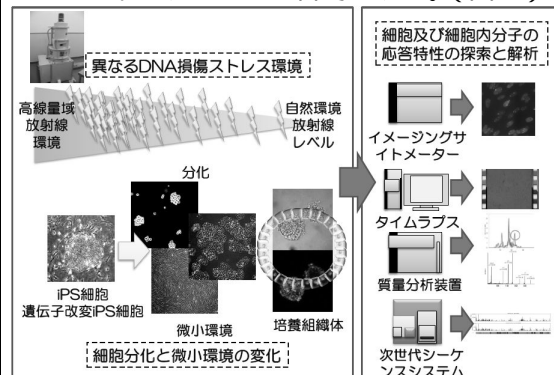 異なるDNA損傷ストレス環境
高線量域
放射線
環境
自然環境
放射線
レベル
分化
iPS細胞
遺伝子改変iPS細胞
微小環境
培養組織体
細胞分化と微小環境の変化
細胞及び細胞内分子の
応答特性の探索と解析
イメージングサ
イトメーター
タイムラプス
質量分析装置
次世代シーケ
ンスシステム